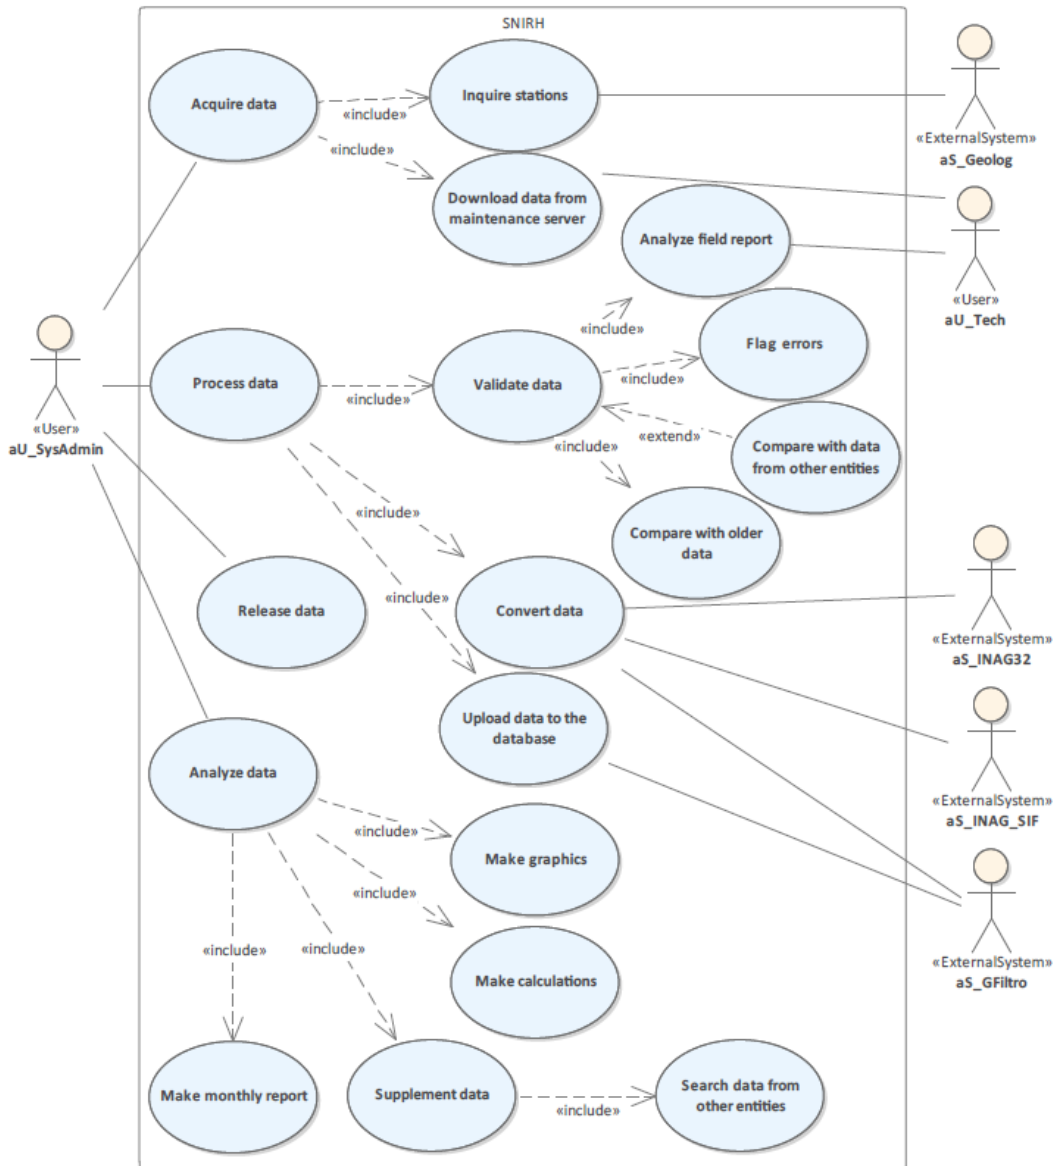 SNIRH
Acquire data
«include»
Inquire stations
«ExternalSystem»
aS_Geolog
«include»
Download data from
maintenance server
Analyze field report
«User»
aU_Tech
«include»
Flag errors
Process data
«include»
Validate data
«include»
«User»
aU_SysAdmin
«extend»
Compare with data
from other entities
«include»
Compare with older
data
«include»
Release data
«include»
Convert data
«ExternalSystem»
aS_INAG32
Upload data to the
database
Analyze data
«ExternalSystem»
aS_INAG_SIF
«include»
Make graphics
«include»
«include»
«include»
Make calculations
«ExternalSystem»
aS_GFiltro
Make monthly report
Supplement data
«include»
Search data from
other entities